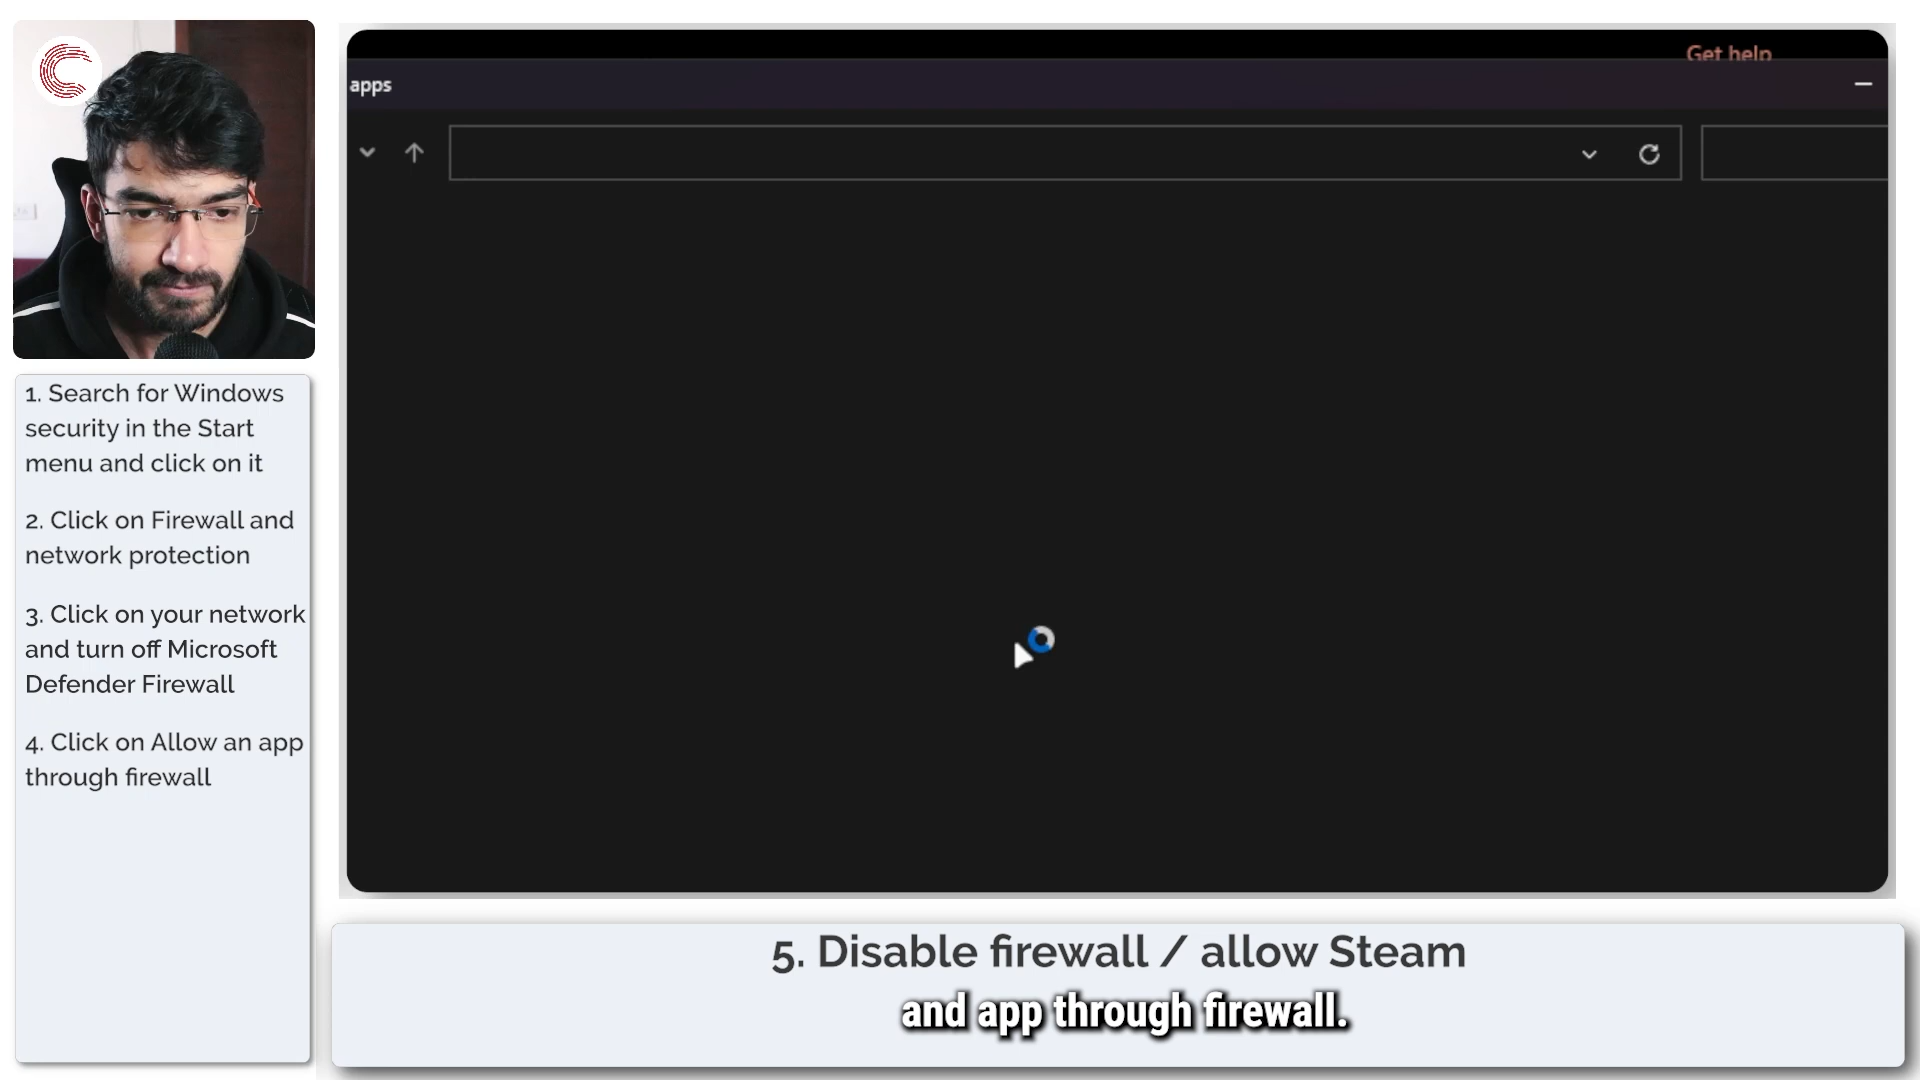 1. Search for Windows
security in the Start
menu and click on it
2. Click on Firewall and
network protection
3. Click on your network
and turn off Microsoft
Defender Firewall
4. Click on Allow an app
through firewall
Get help
apps
5. Disable firewall / allow Steam
and app through firewall.